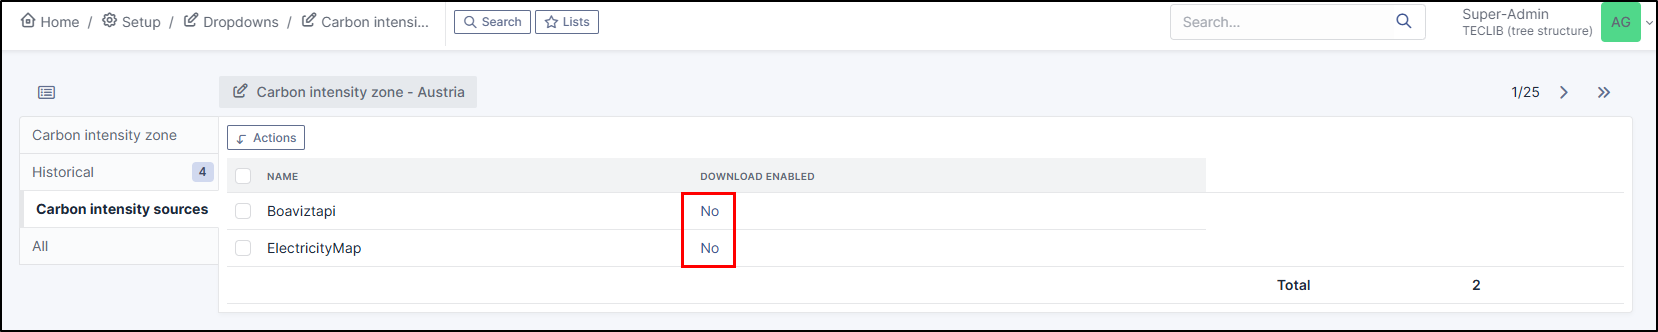 Home / Setup / Dropdowns / Carbon intensi... Search Lists Search... Super-Admin
TECLIB (tree structure)
AG
Carbon intensity zone - Austria 1/25
Carbon intensity zone
Actions
Historical 4
NAME DOWNLOAD ENABLED
Carbon intensity sources
Boaviztapi No
All
ElectricityMap No
Total 2